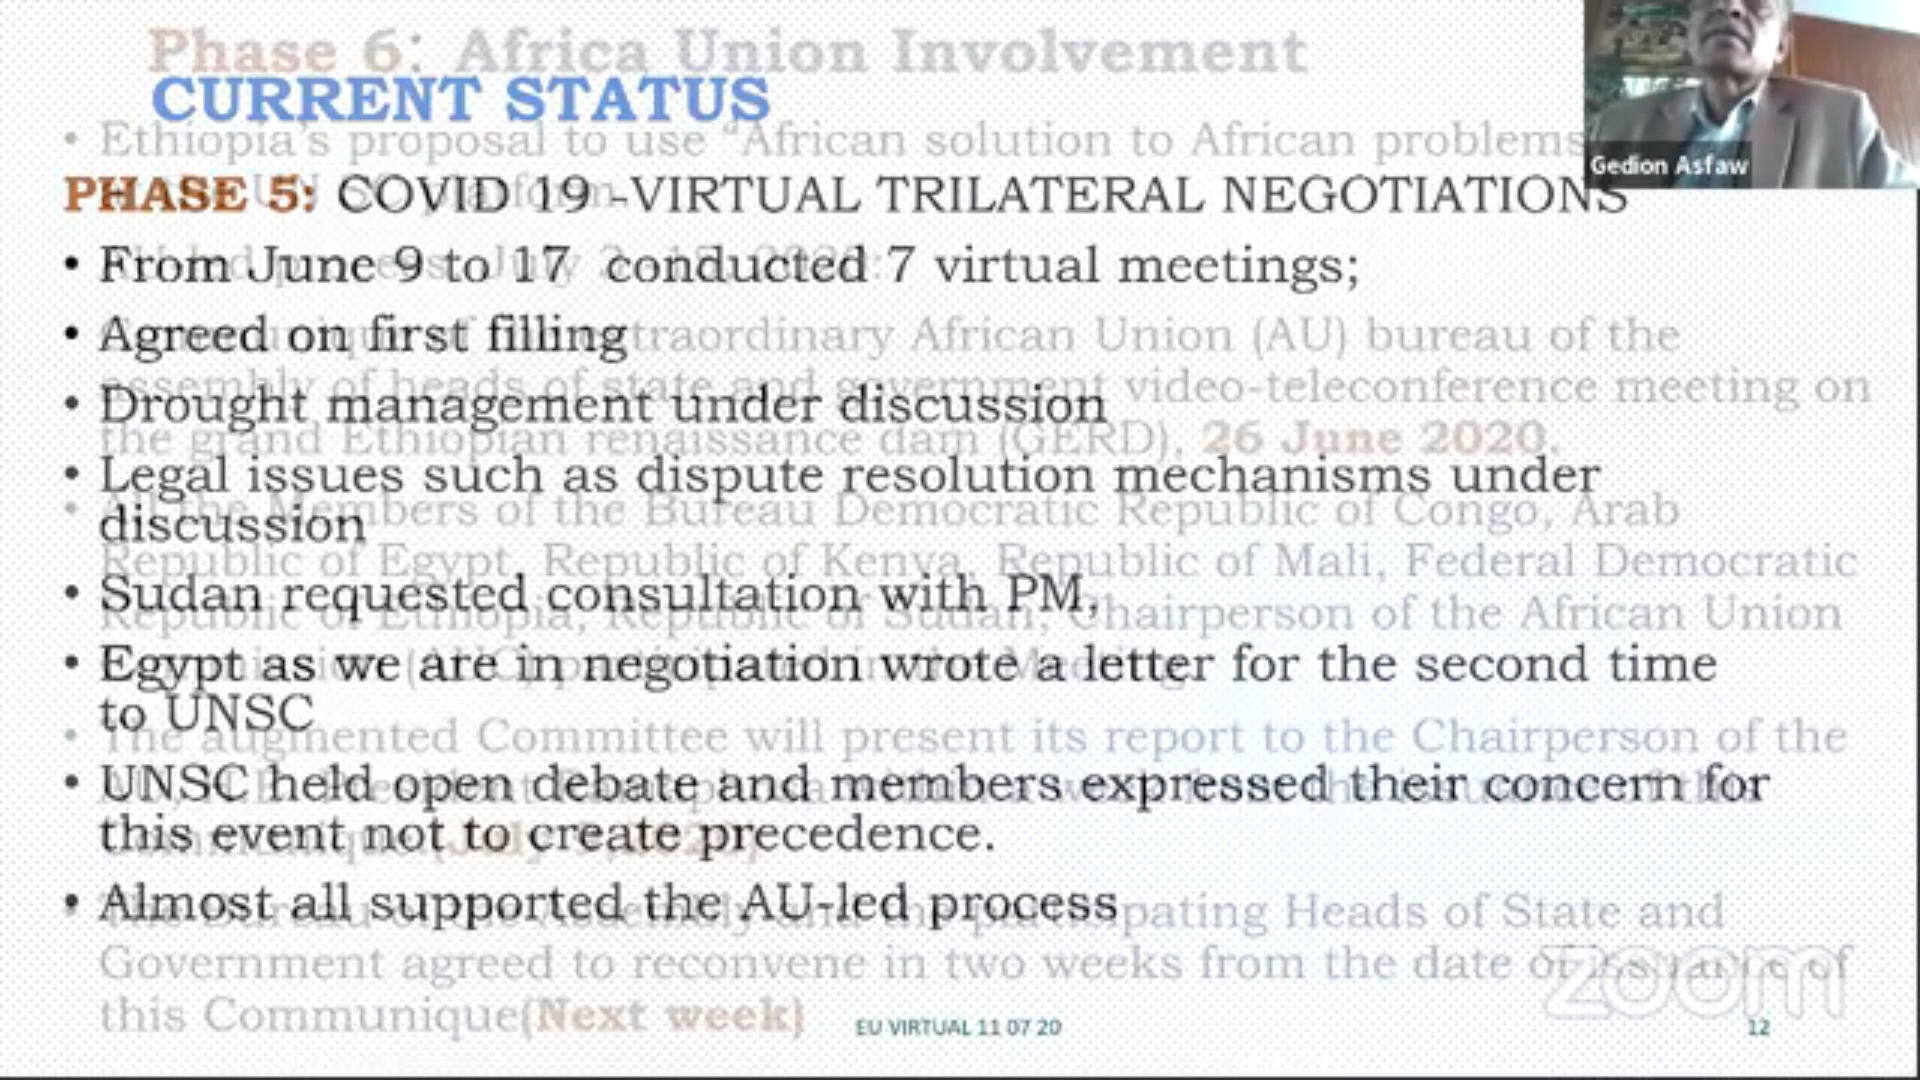 Phase 6: Africa Union Involvement
CURRENT STATUS
• Ethiopia's proposal to use "African solution to African problems
PHASE 5: COVID 19 -VIRTUAL TRILATERAL NEGOTIATIONS
Gedion Asfaw
• From June 9 to 17 conducted 7 virtual meetings;
• Agreed on first filling
traordinary African Union (AU) bureau of the
assembly of heads of state and government video-teleconference meeting on
• Drought management under discussion
the grand Ethiopian renaissance dam (GERD), 26 June 2020.
• Legal issues such as dispute resolution mechanisms under
discussion
• All the Members of the Bureau Democratic Republic of Congo, Arab
Republic of Egypt, Republic of Kenya, Republic of Mali, Federal Democratic
• Sudan requested consultation with PM,
Republic of Ethiopia, Republic of Sudan, Chairperson of the African Union
• Egypt as we are in negotiation wrote a letter for the second time
to UNSC
• The augmented Committee will present its report to the Chairperson of the
• UNSC held open debate and members expressed their concern for
this event not to create precedence.
• Almost all supported the AU-led process
pating Heads of State and
Government agreed to reconvene in two weeks from the date of issuance of
this Communique(Next week)
zoom
EU VIRTUAL 11 07 20
12